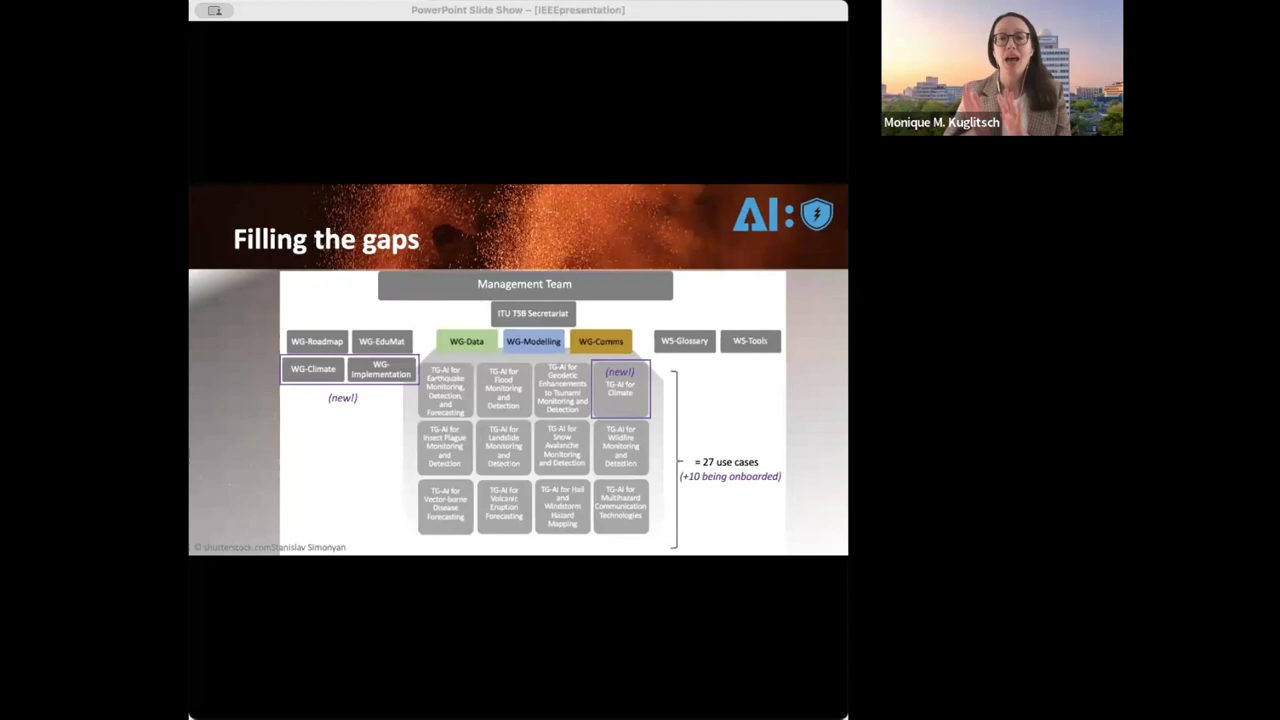 PowerPoint Slide Show – [IEEEpresentation]
Monique M. Kuglitsch
AI:
Filling the gaps
Management Team
ITU TSB Secretariat
WG-Roadmap
WG-EduMat
WG-Data
WG-Modelling
WG-Comms
WS-Glossary
WS-Tools
WG-Climate
WG-
Implementation
(new!)
TG-AI for
Earthquake
Monitoring,
Detection,
and
Forecasting
TG-AI for
Flood
Monitoring
and
Detection
TG-AI for
Geodetic
Enhancements
to Tsunami
Monitoring and
Detection
(new!)
TG-AI for
Climate
TG-AI for
Insect Plague
Monitoring
and
Detection
TG-AI for
Landslide
Monitoring
and
Detection
TG-AI for
Snow
Avalanche
Monitoring
and Detection
TG-AI for
Wildfire
Monitoring
and
Detection
TG-AI for
Vector-borne
Disease
Forecasting
TG-AI for
Volcanic
Eruption
Forecasting
TG-AI for Hail
and
Windstorm
Hazard
Mapping
TG-AI for
Multihazard
Communication
Technologies
= 27 use cases
(+10 being onboarded)
© shutterstock.comStanislav Simonyan